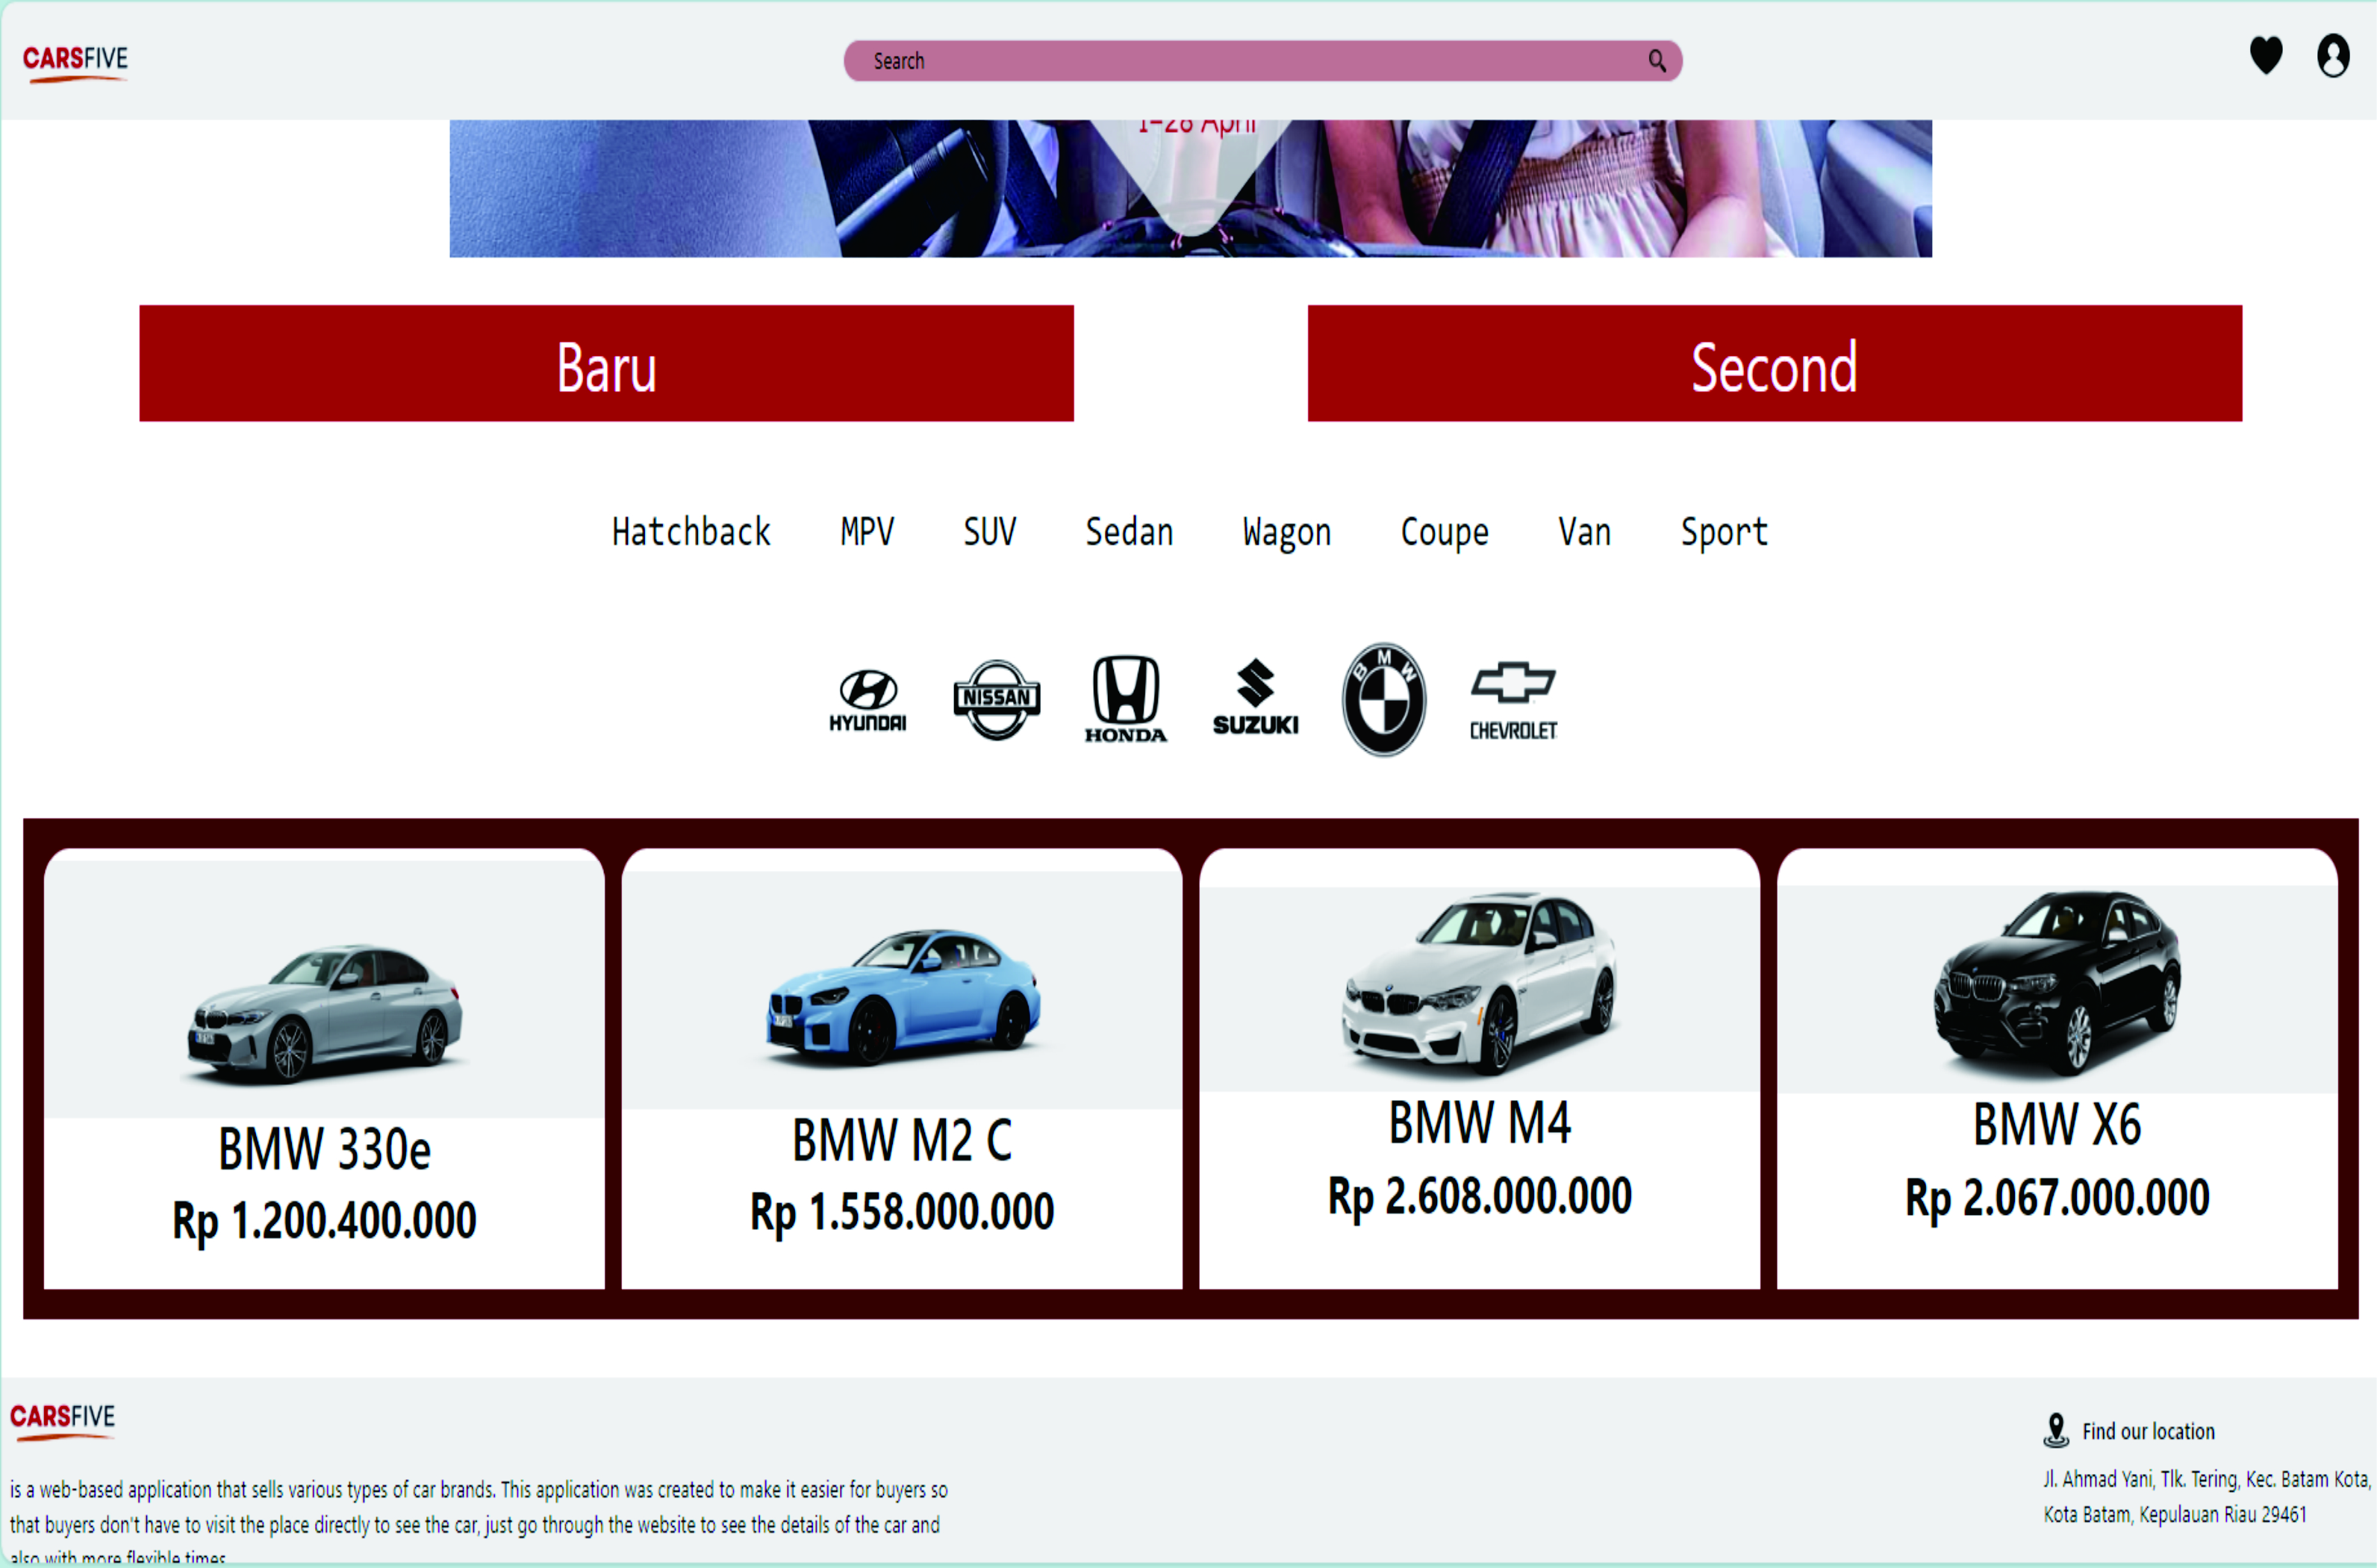 CARSFIVE
Search
1-28 April
Baru
Second
Hatchback MPV SUV Sedan Wagon Coupe Van Sport
HYUNDAI NISSAN HONDA SUZUKI BMW CHEVROLET
BMW 330e
Rp 1.200.400.000
BMW M2 C
Rp 1.558.000.000
BMW M4
Rp 2.608.000.000
BMW X6
Rp 2.067.000.000
CARSFIVE
is a web-based application that sells various types of car brands. This application was created to make it easier for buyers so
that buyers don't have to visit the place directly to see the car, just go through the website to see the details of the car and
also with more flexible times
Find our location
Jl. Ahmad Yani, Tlk. Tering, Kec. Batam Kota,
Kota Batam, Kepulauan Riau 29461